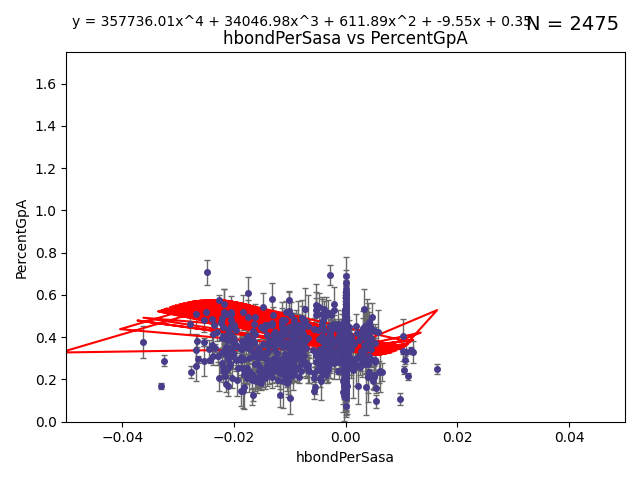 y = 357736.01x^4 + 34046.98x^3 + 611.89x^2 + -9.55x + 0.35
N = 2475
hbondPerSasa vs PercentGpA
PercentGpA
1.6
1.4
1.2
1.0
0.8
0.6
0.4
0.2
0.0
−0.04 −0.02 0.00 0.02 0.04
hbondPerSasa